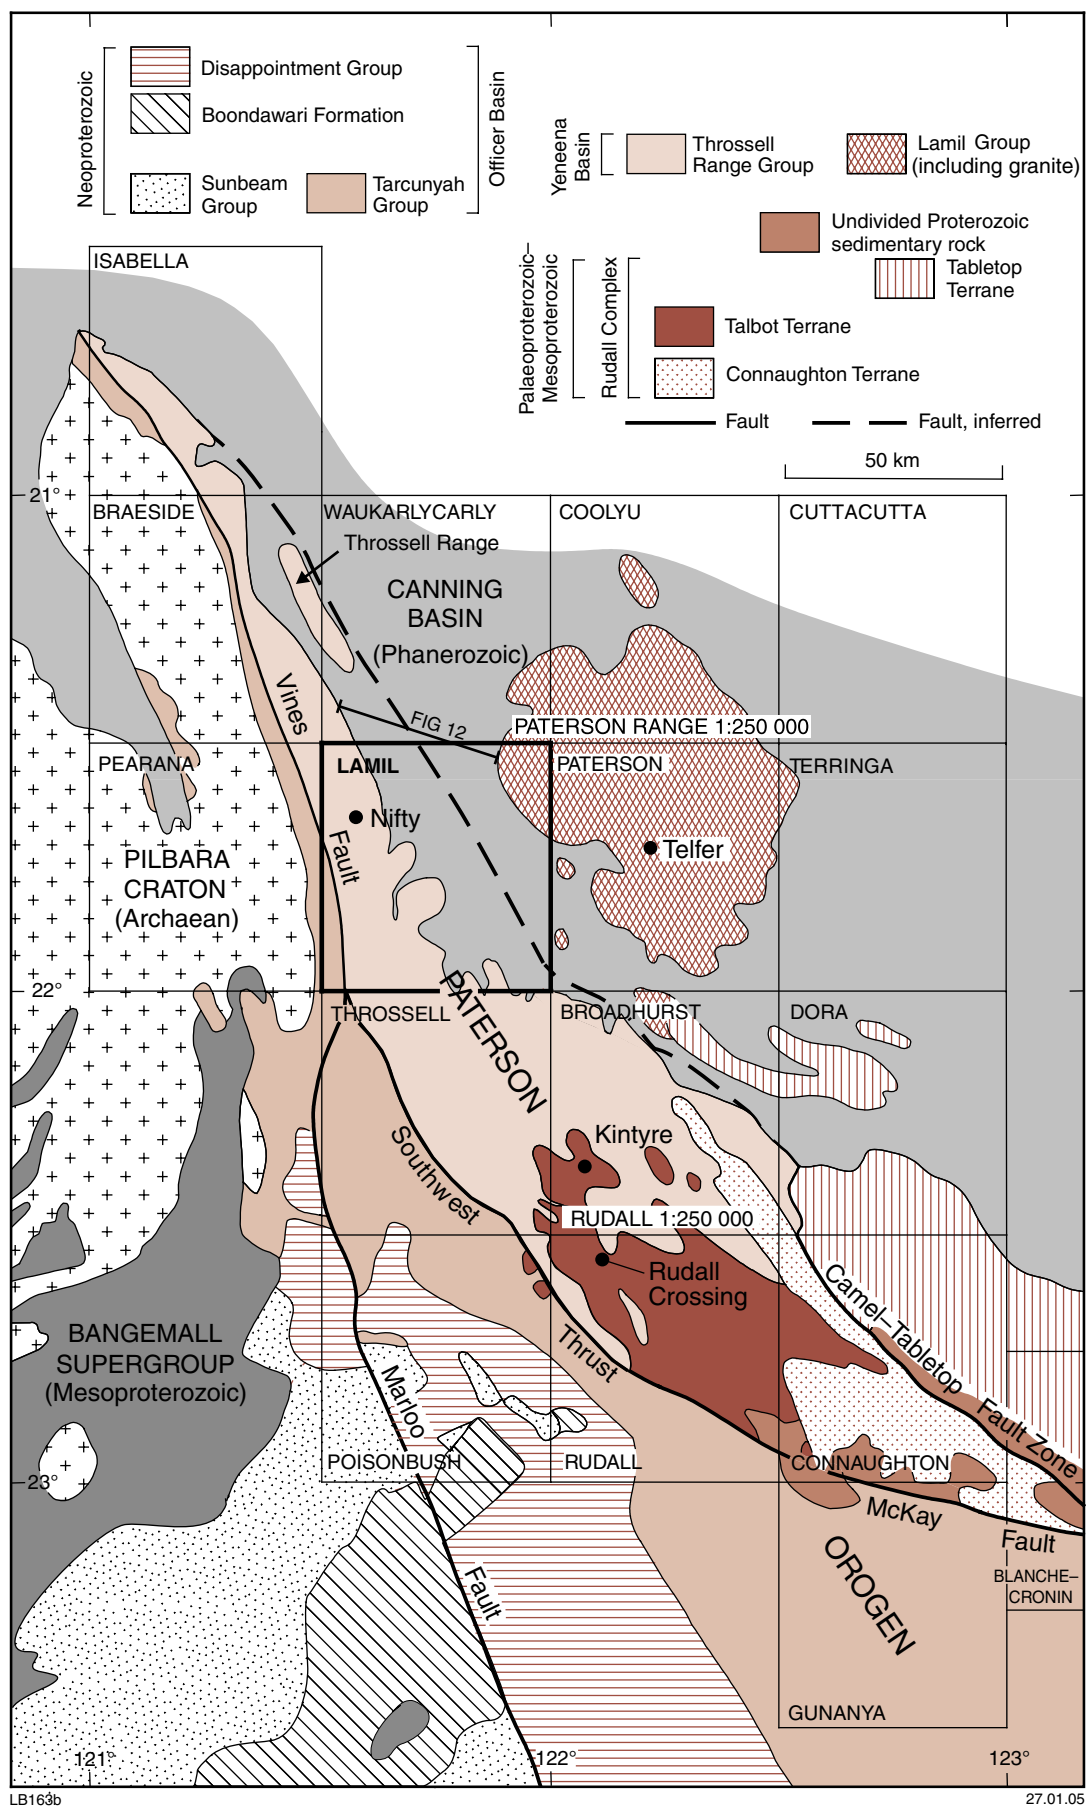 Neoproterozoic
Disappointment Group
Boondawari Formation
Sunbeam
Group
Tarcunyah
Group
Officer Basin
Yeneena
Basin
Throssell
Range Group
Lamil Group
(including granite)
Undivided Proterozoic
sedimentary rock
Tabletop
Terrane
Palaeoproterozoic–
Mesoproterozoic
Rudall Complex
Talbot Terrane
Connaughton Terrane
Fault
Fault, inferred
50 km
ISABELLA
21°
BRAESIDE
WAUKARLYCARLY
COOLYU
CUTTACUTTA
Throssell Range
CANNING
BASIN
(Phanerozoic)
Vines
FIG 12
PATERSON RANGE 1:250 000
PEARANA
LAMIL
PATERSON
TERRINGA
Nifty
Fault
Telfer
PILBARA
CRATON
(Archaean)
22°
THROSSELL
PATERSON
BROADHURST
DORA
Kintyre
Southwest
RUDALL 1:250 000
Rudall
Crossing
Camel–Tabletop
Fault Zone
BANGEMALL
SUPERGROUP
(Mesoproterozoic)
Thrust
Marloo
POISONBUSH
RUDALL
CONNAUGHTON
23°
McKay
Fault
OROGEN
BLANCHE–
CRONIN
Fault
GUNANYA
121°
122°
123°
LB163b
27.01.05